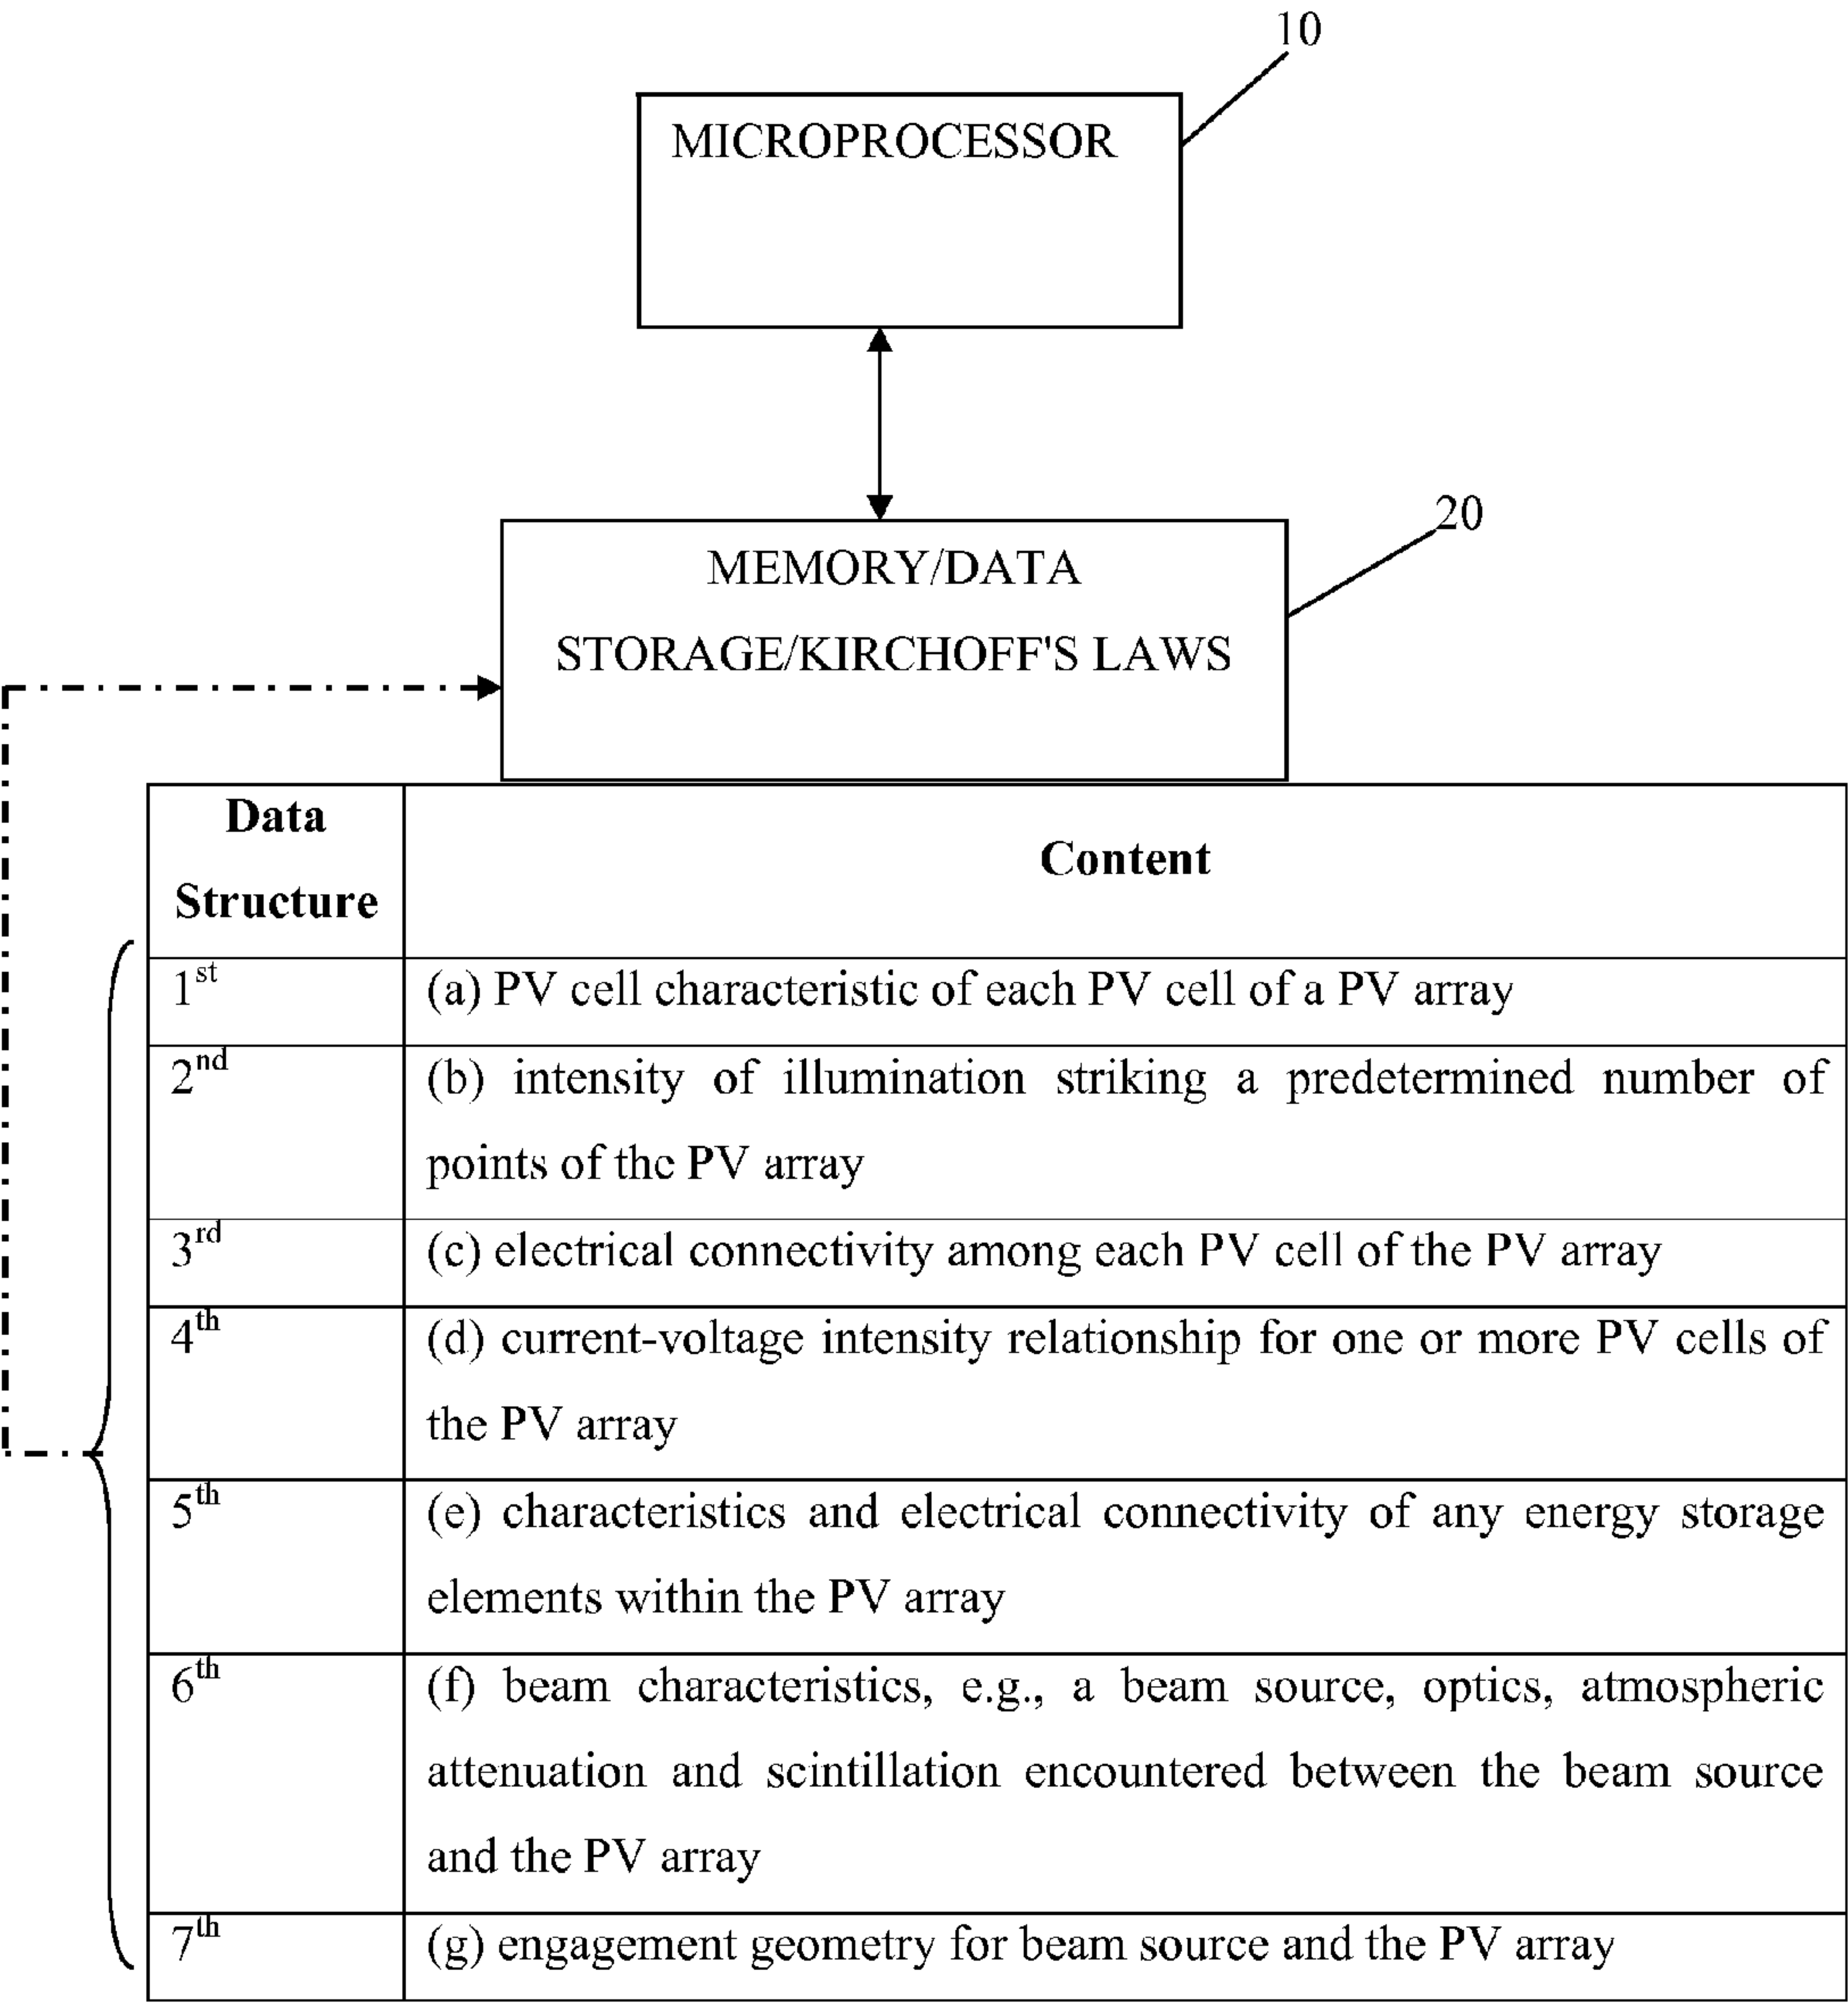 10
MICROPROCESSOR
20
MEMORY/DATA
STORAGE/KIRCHOFF'S LAWS
Data
Structure
Content
1st
(a) PV cell characteristic of each PV cell of a PV array
2nd
(b) intensity of illumination striking a predetermined number of
points of the PV array
3rd
(c) electrical connectivity among each PV cell of the PV array
4th
(d) current-voltage intensity relationship for one or more PV cells of
the PV array
5th
(e) characteristics and electrical connectivity of any energy storage
elements within the PV array
6th
(f) beam characteristics, e.g., a beam source, optics, atmospheric
attenuation and scintillation encountered between the beam source
and the PV array
7th
(g) engagement geometry for beam source and the PV array